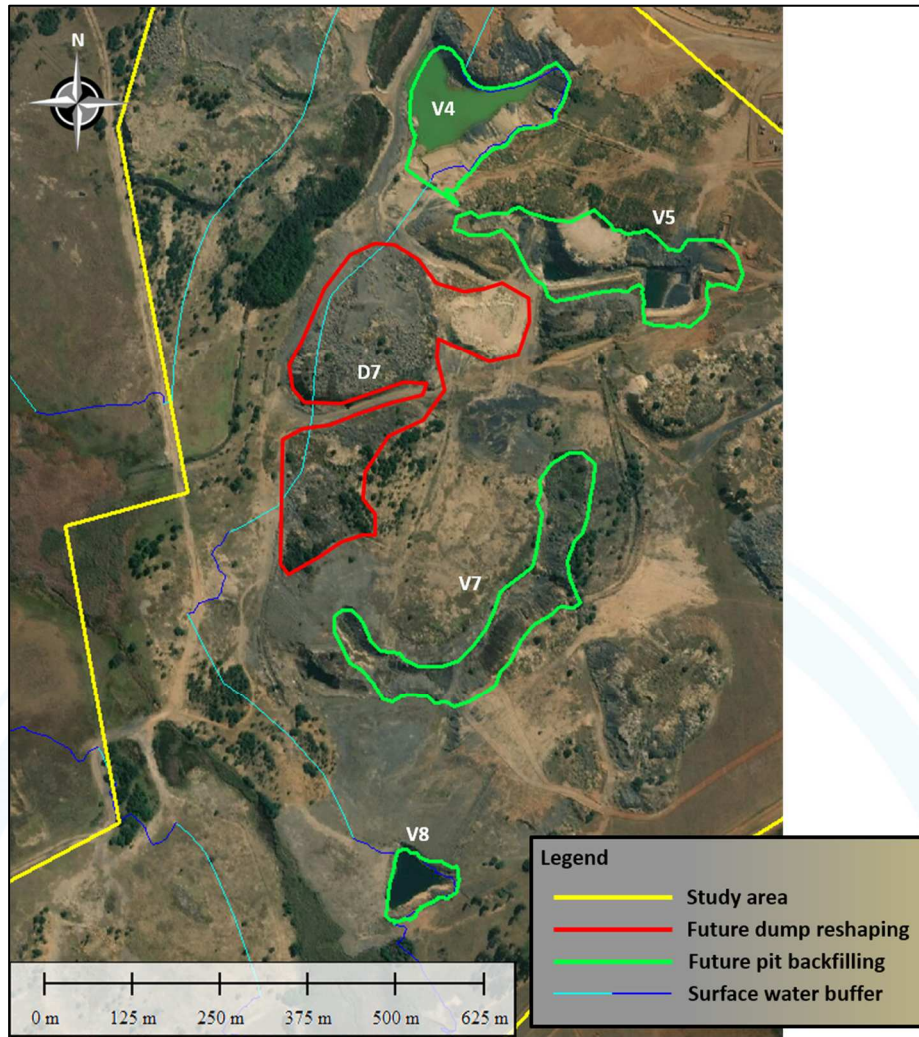 N
V4
V5
D7
V7
V8
Legend
Study area
Future dump reshaping
Future pit backfilling
Surface water buffer
0 m 125 m 250 m 375 m 500 m 625 m